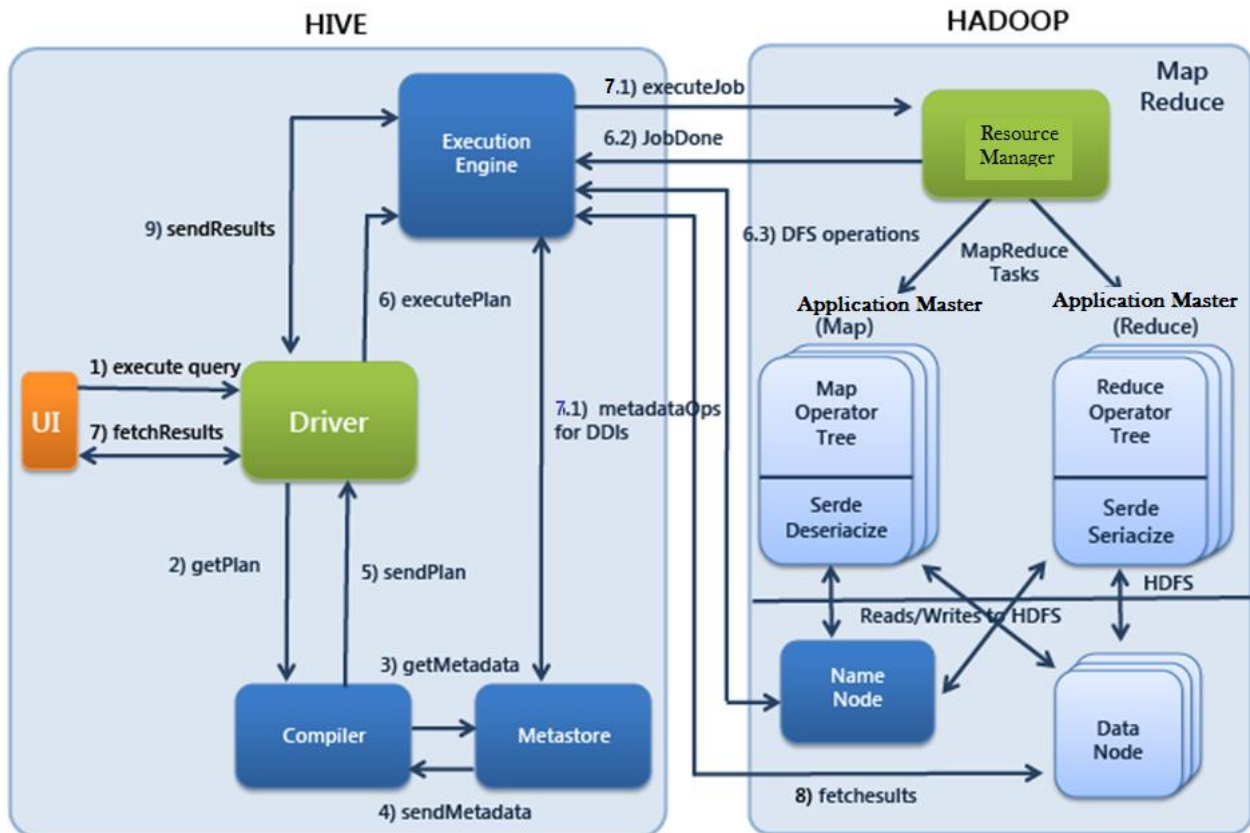 HIVE
HADOOP
Map
Reduce
7.1) executeJob
Execution
Engine
6.2) JobDone
Resource
Manager
9) sendResults
6.3) DFS operations
MapReduce
Tasks
6) executePlan
Application Master
(Map)
Application Master
(Reduce)
1) execute query
UI
Driver
7) fetchResults
7.1) metadataOps
for DDIs
Map
Operator
Tree
Reduce
Operator
Tree
Serde
Deseriacize
Serde
Seriacize
2) getPlan
5) sendPlan
HDFS
Reads/Writes to HDFS
3) getMetadata
Name
Node
Compiler
Metastore
Data
Node
4) sendMetadata
8) fetchesults